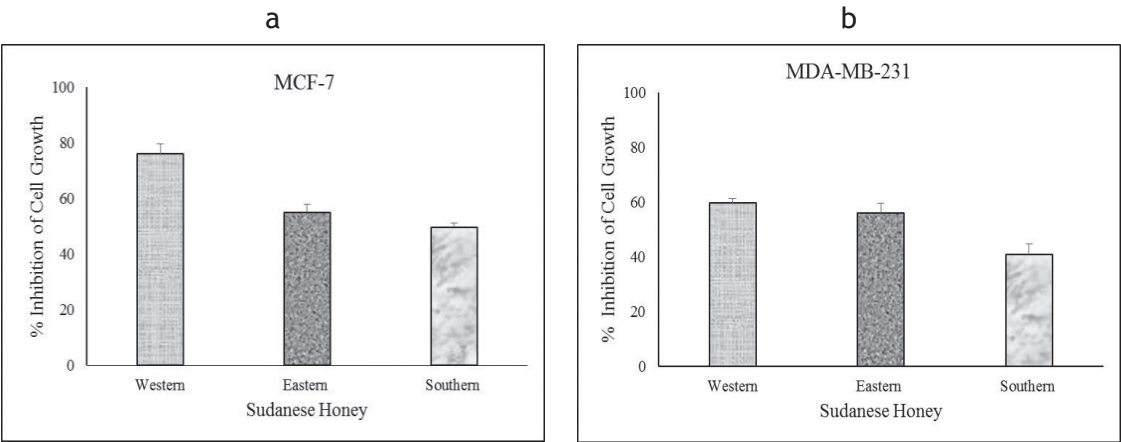 a
MCF-7
100
80
60
40
20
0
% Inhibition of Cell Growth
Western Eastern Southern
Sudanese Honey
b
MDA-MB-231
100
80
60
40
20
0
% Inhibition of Cell Growth
Western Eastern Southern
Sudanese Honey